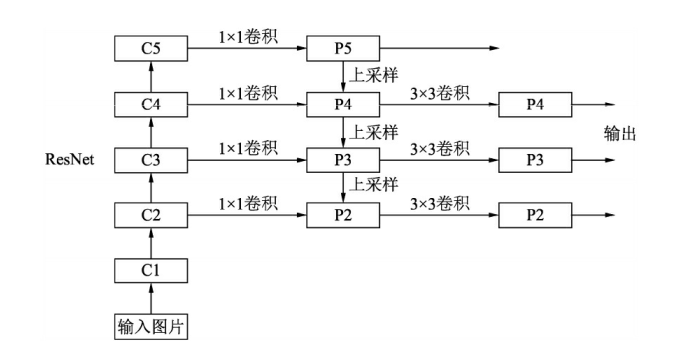 C5 1×1卷积 P5
上采样
C4 1×1卷积 P4 3×3卷积 P4
上采样 输出
ResNet C3 1×1卷积 P3 3×3卷积 P3
上采样
C2 1×1卷积 P2 3×3卷积 P2
C1
输入图片